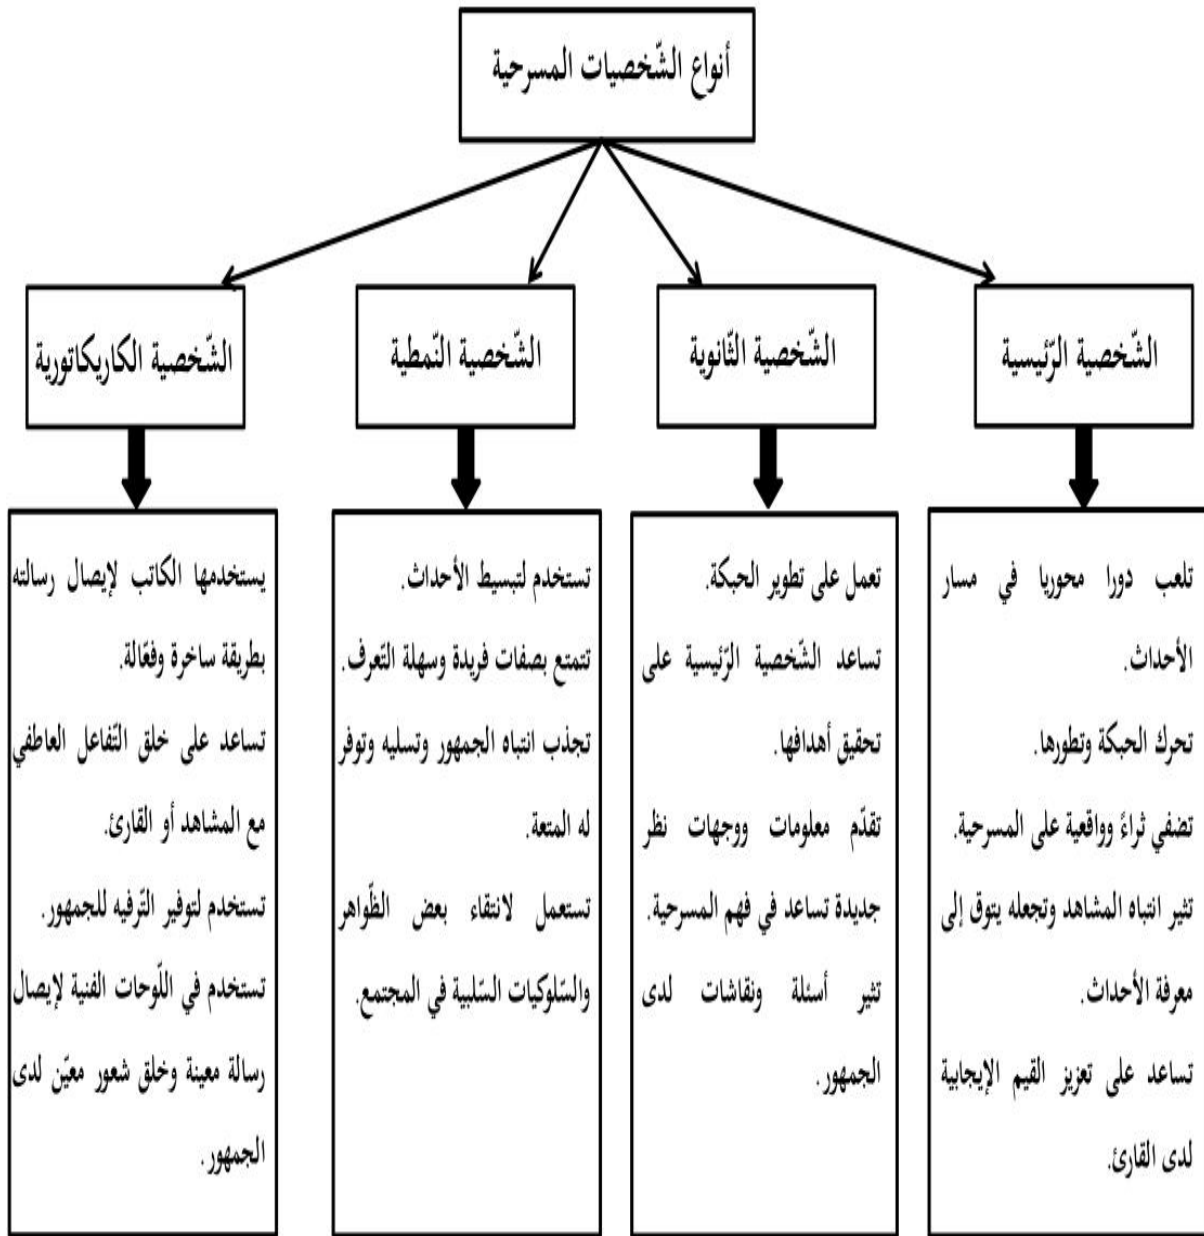 أنواع الشّخصيات المسرحية
الشّخصية الرّئيسية
الشّخصية الثّانوية
الشّخصية النّمطية
الشّخصية الكاريكاتورية
تلعب دورا محوريا في مسار
الأحداث.
تحرك الحبكة وتطورها.
تضفي ثراءً وواقعية على المسرحية.
تثير انتباه المشاهد وتجعله يتوق إلى
معرفة الأحداث.
تساعد على تعزيز القيم الإيجابية
لدى القارئ.
تعمل على تطوير الحبكة.
تساعد الشّخصية الرّئيسية على
تحقيق أهدافها.
تقدّم معلومات ووجهات نظر
جديدة تساعد في فهم المسرحية.
تثير أسئلة ونقاشات لدى
الجمهور.
تستخدم لتبسيط الأحداث.
تتمتع بصفات فريدة وسهلة التّعرف.
تجذب انتباه الجمهور وتسليه وتوفر
له المتعة.
تستعمل لانتقاء بعض الظّواهر
والسّلوكيات السّلبية في المجتمع.
يستخدمها الكاتب لإيصال رسالته
بطريقة ساخرة وفعّالة.
تساعد على خلق التّفاعل العاطفي
مع المشاهد أو القارئ.
تستخدم لتوفير التّرفيه للجمهور.
تستخدم في اللّوحات الفنية لإيصال
رسالة معينة وخلق شعور معيّن لدى
الجمهور.